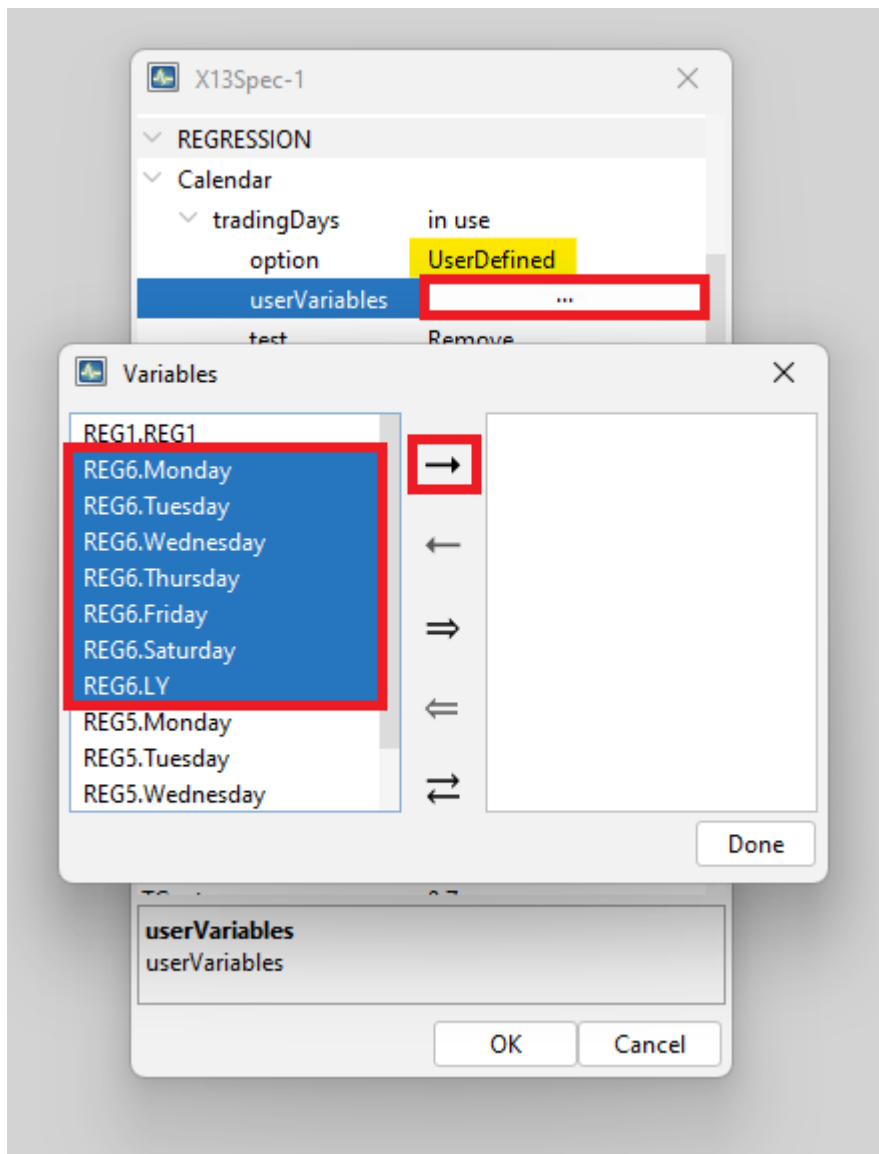 X13Spec-1
REGRESSION
Calendar
tradingDays in use
option UserDefined
userVariables ...
test Remove
Variables
REG1.REG1
REG6.Monday
REG6.Tuesday
REG6.Wednesday
REG6.Thursday
REG6.Friday
REG6.Saturday
REG6.LY
REG5.Monday
REG5.Tuesday
REG5.Wednesday
Done
userVariables
userVariables
OK Cancel